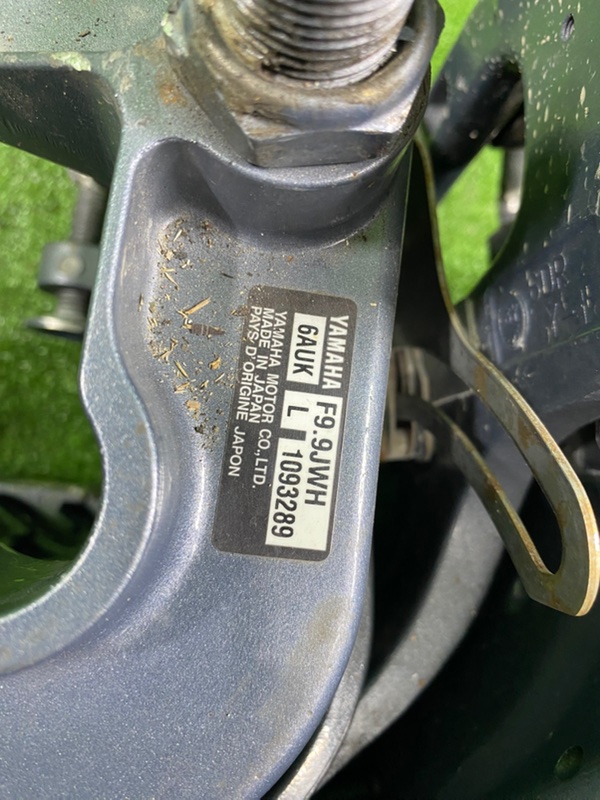 YAMAHA F9.9JWH
6AUK L 1093289
YAMAHA MOTOR CO.,LTD.
MADE IN JAPAN
PAYS D'ORIGINE JAPON